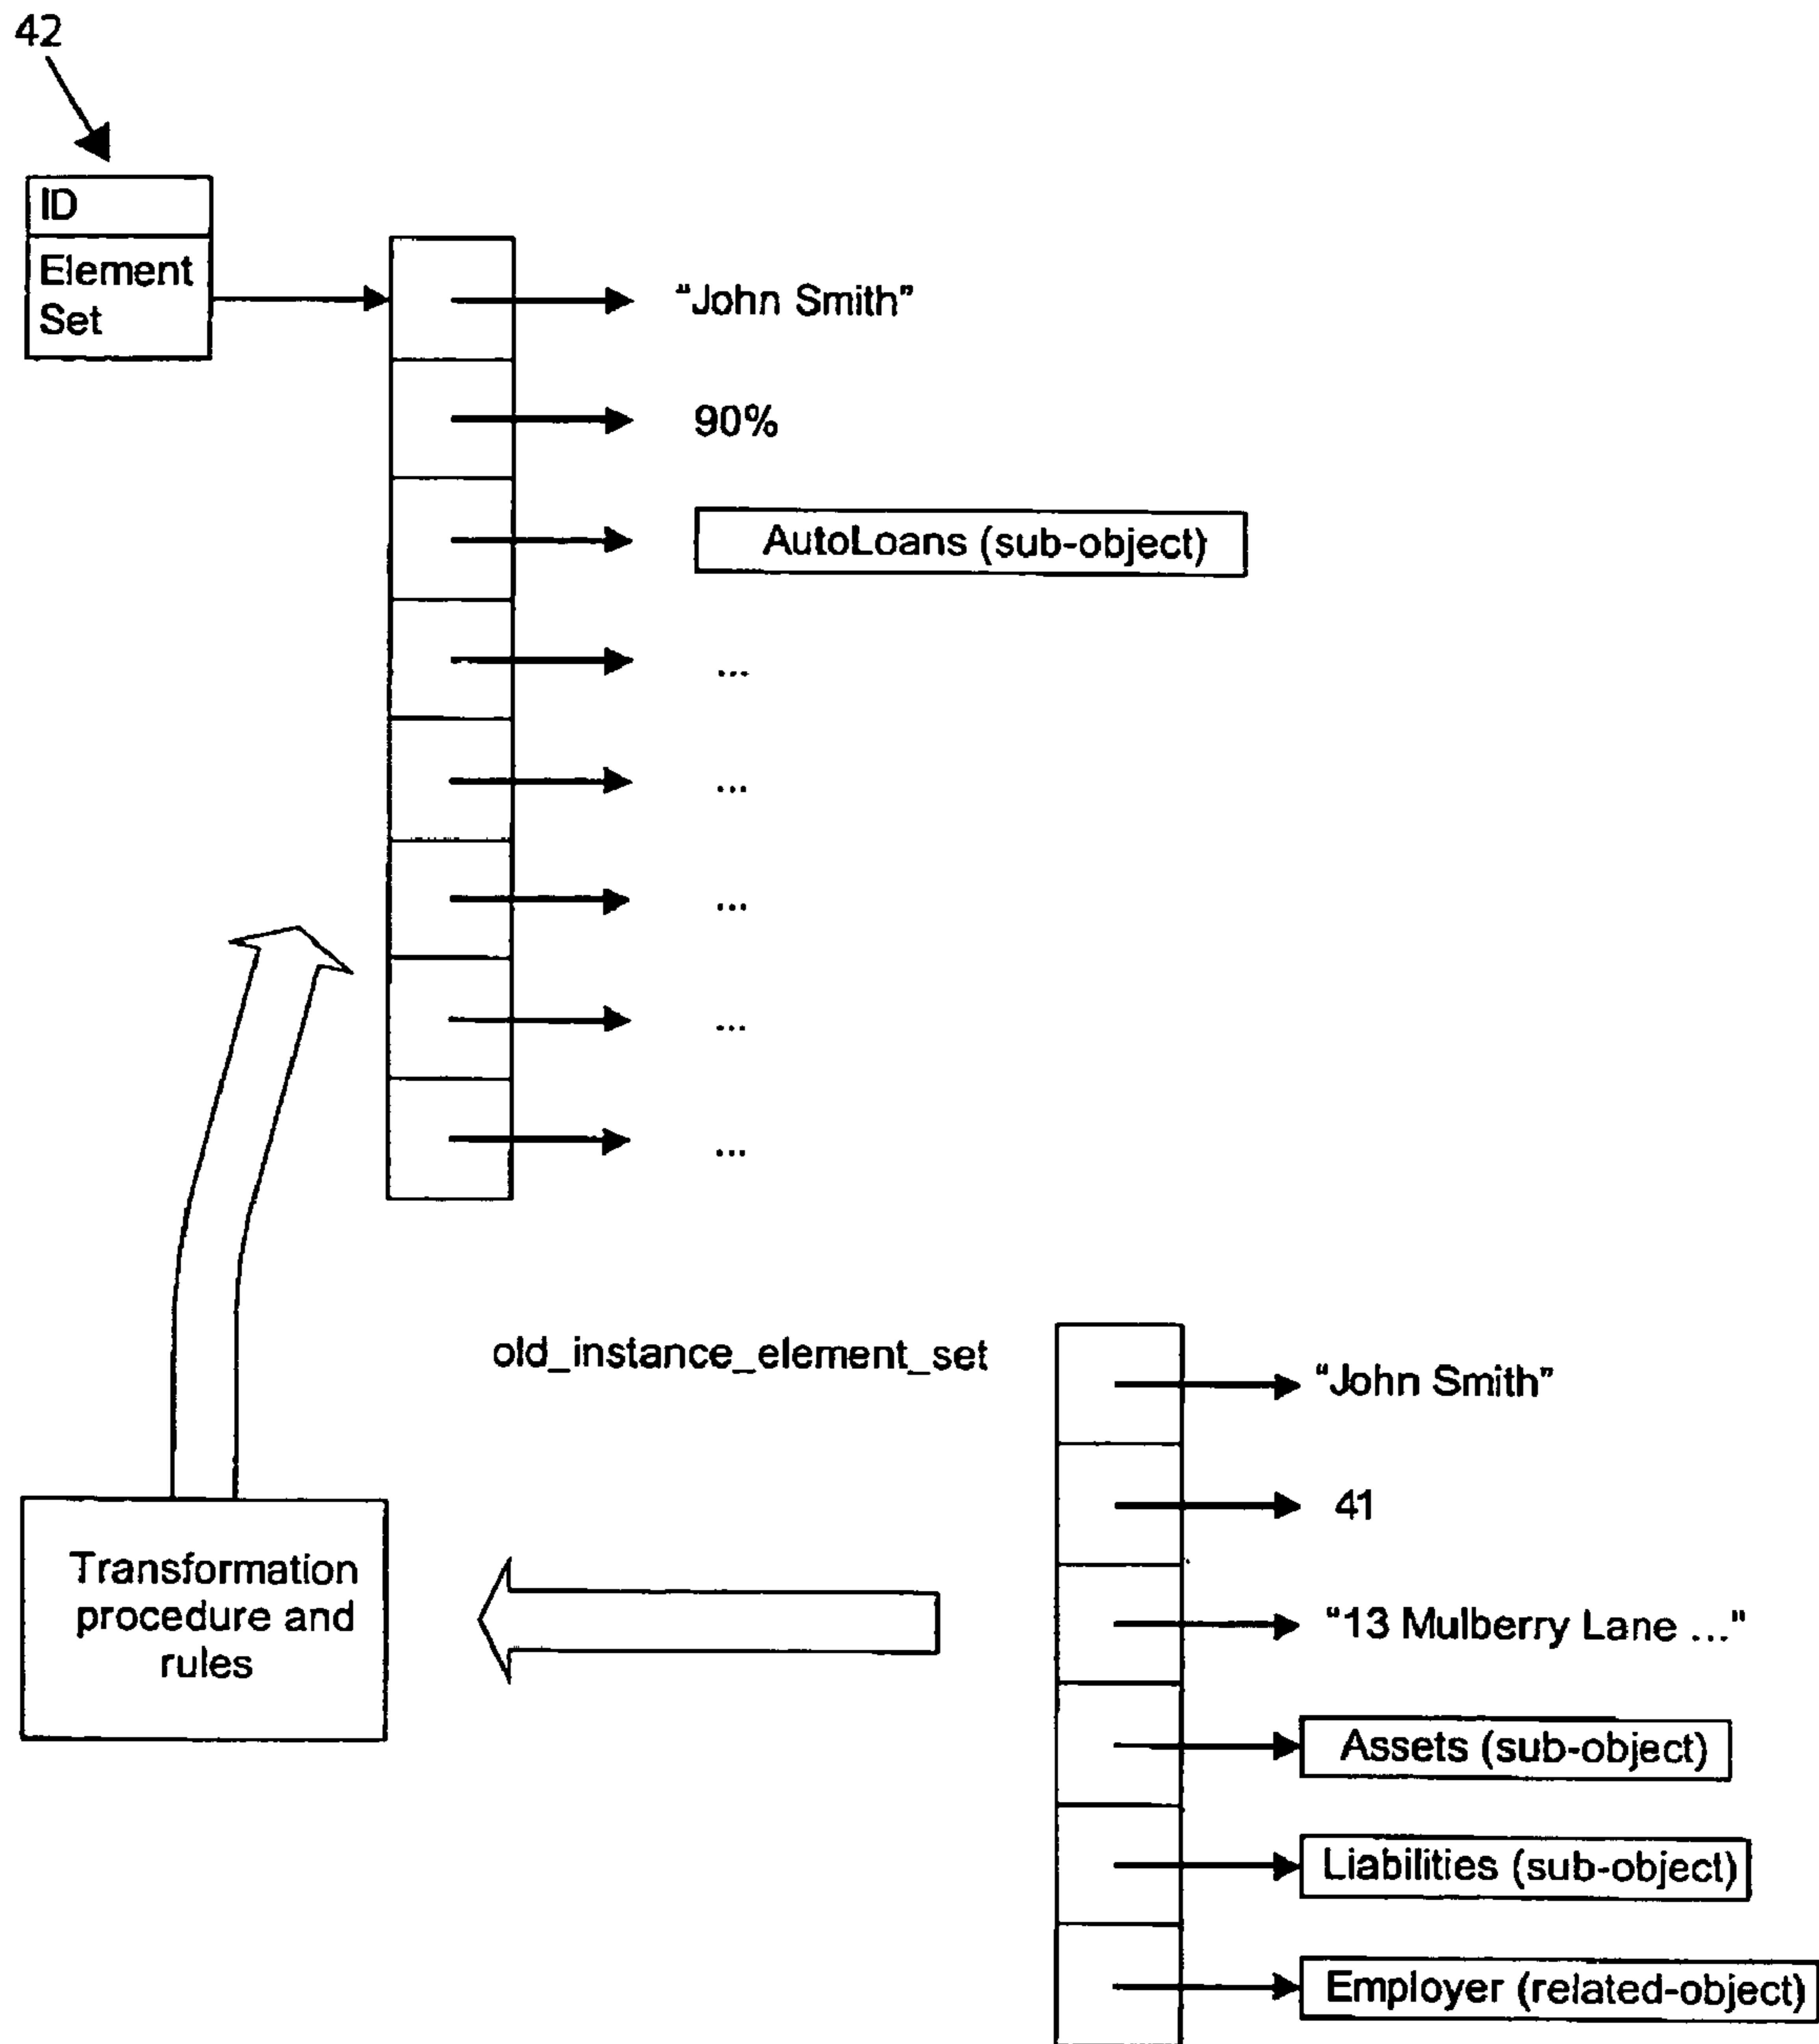 42
ID
Element
Set
“John Smith”
90%
AutoLoans (sub-object)
...
...
...
...
...
old_instance_element_set
“John Smith”
41
“13 Mulberry Lane ..."
Assets (sub-object)
Liabilities (sub-object)
Employer (related-object)
Transformation
procedure and
rules